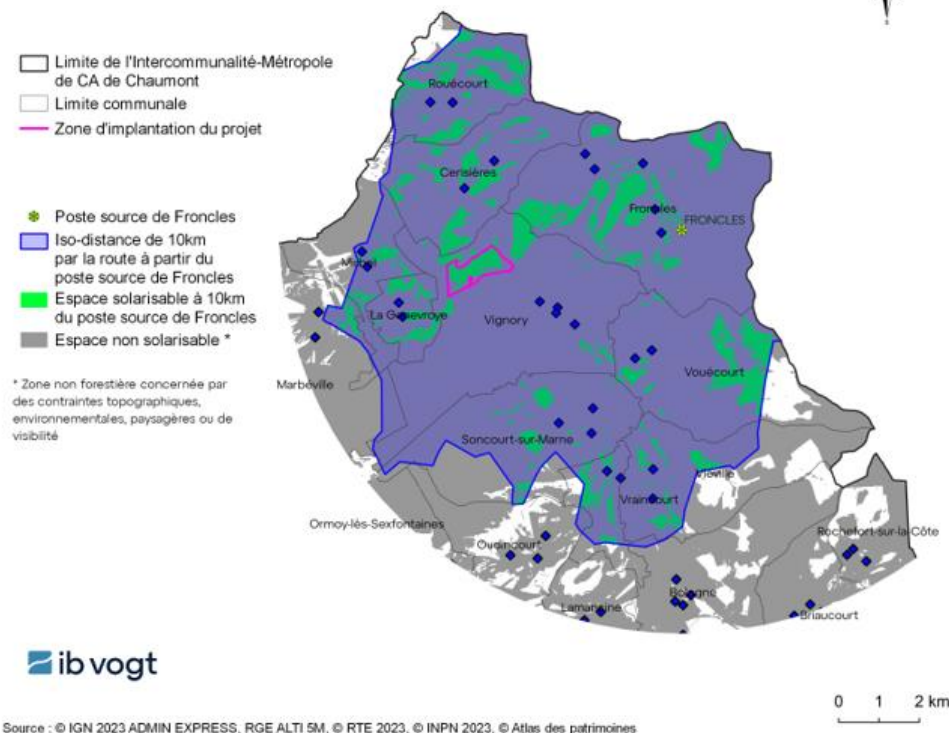 Limite de l'Intercommunalité-Métropole
de CA de Chaumont
Limite communale
Zone d'implantation du projet
Poste source de Froncles
Iso-distance de 10km
par la route à partir du
poste source de Froncles
Espace solarisable à 10km
du poste source de Froncles
Espace non solarisable *
* Zone non forestière concernée par
des contraintes topographiques,
environnementales, paysagères ou de
visibilité
Rouécourt
Cerisières
Froncles
FRONCLES
La Genevroye
Vignory
Vouécourt
Marbéville
Soncourt-sur-Marne
Viéville
Vraincourt
Ormoy-lès-Sexfontaines
Oudincourt
Rochefort-sur-la-Côte
Bologne
Lamancine
Briaucourt
ib vogt
0 1 2 km
Source : © IGN 2023 ADMIN EXPRESS, RGE ALTI 5M, © RTE 2023, © INPN 2023, © Atlas des patrimoines